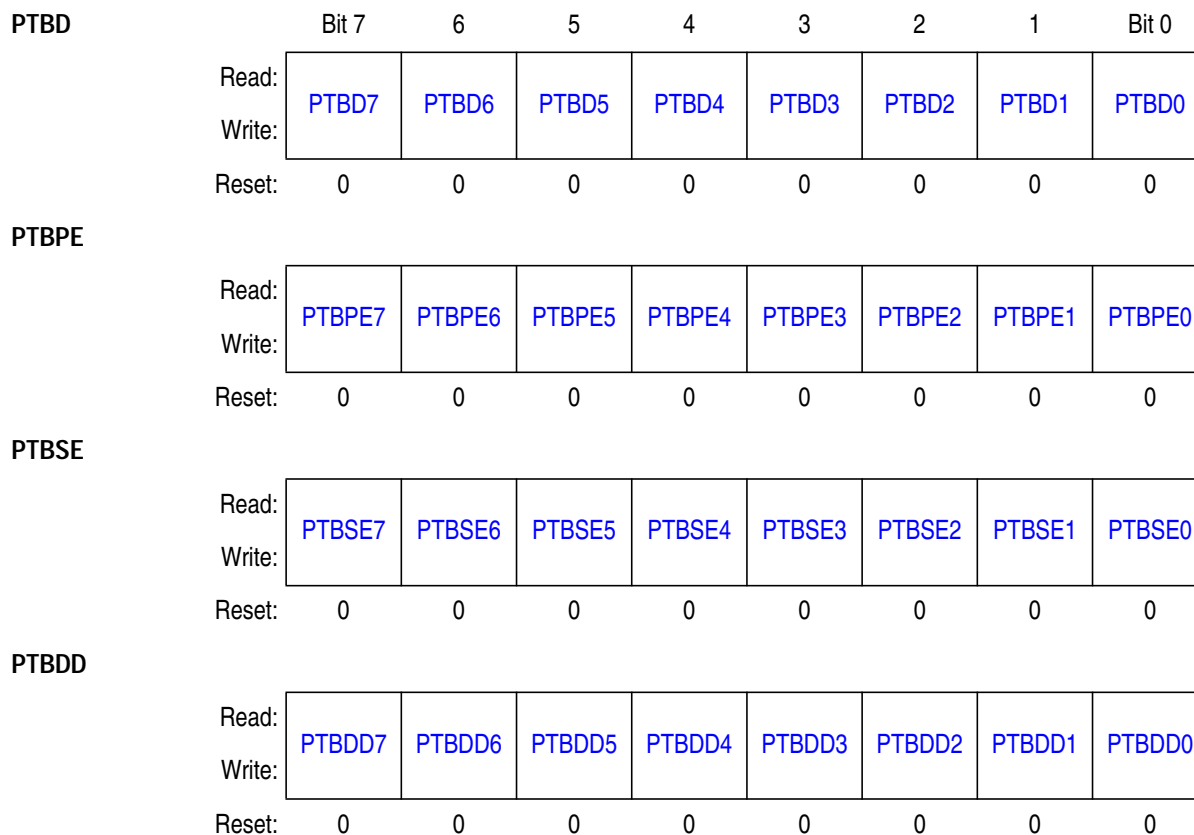 PTBD Bit 7 6 5 4 3 2 1 Bit 0
Read:
PTBD7 PTBD6 PTBD5 PTBD4 PTBD3 PTBD2 PTBD1 PTBD0
Write:
Reset: 0 0 0 0 0 0 0 0
PTBPE
Read:
PTBPE7 PTBPE6 PTBPE5 PTBPE4 PTBPE3 PTBPE2 PTBPE1 PTBPE0
Write:
Reset: 0 0 0 0 0 0 0 0
PTBSE
Read:
PTBSE7 PTBSE6 PTBSE5 PTBSE4 PTBSE3 PTBSE2 PTBSE1 PTBSE0
Write:
Reset: 0 0 0 0 0 0 0 0
PTBDD
Read:
PTBDD7 PTBDD6 PTBDD5 PTBDD4 PTBDD3 PTBDD2 PTBDD1 PTBDD0
Write:
Reset: 0 0 0 0 0 0 0 0